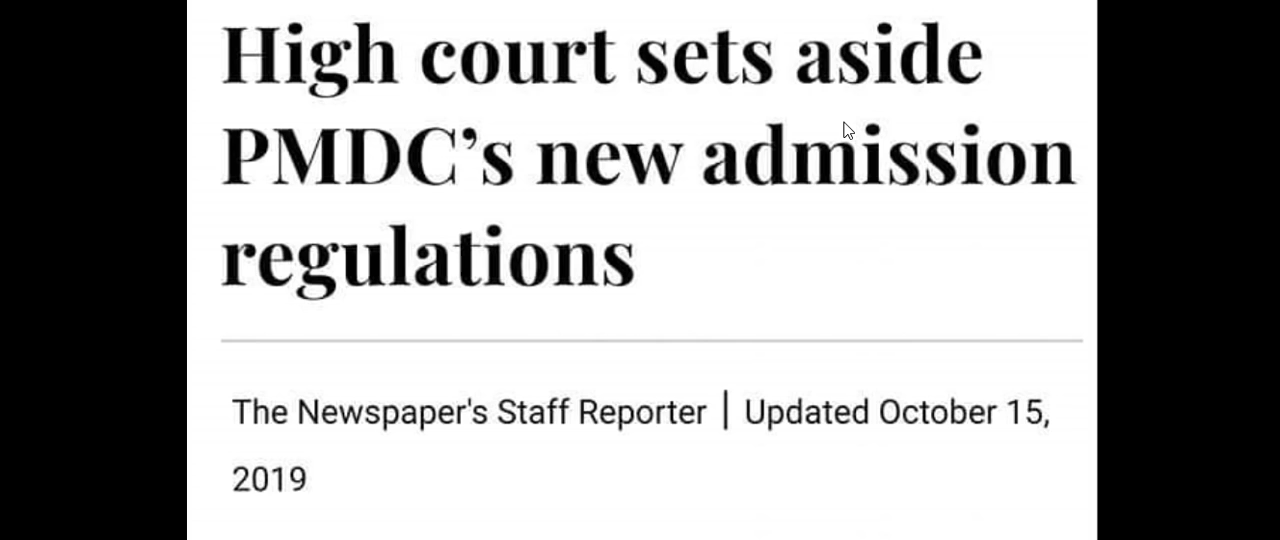 High court sets aside
PMDC’s new admission
regulations
The Newspaper's Staff Reporter | Updated October 15,
2019